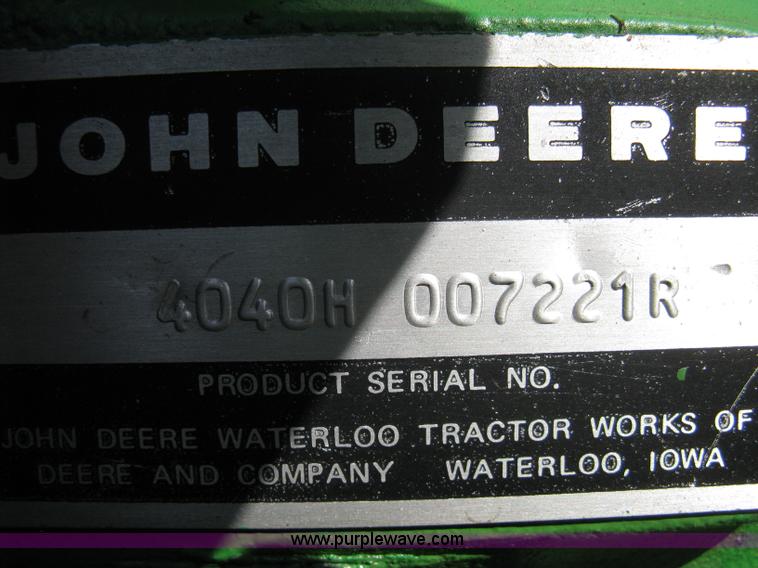 JOHN DEERE
4040H 007221R
PRODUCT SERIAL NO.
JOHN DEERE WATERLOO TRACTOR WORKS OF
DEERE AND COMPANY WATERLOO, IOWA
www.purplewave.com